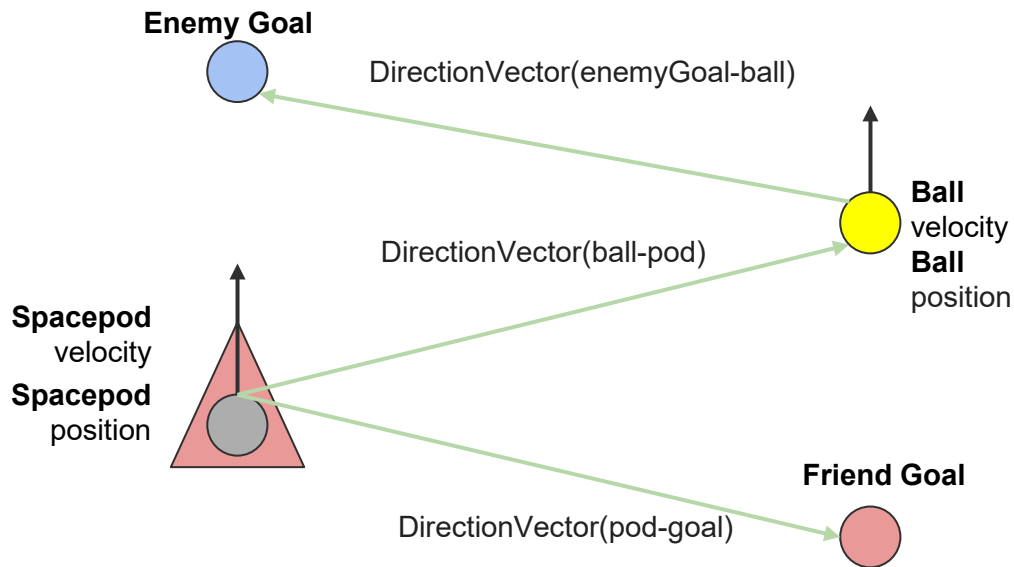 Enemy Goal
DirectionVector(enemyGoal-ball)
Ball
velocity
Ball
position
DirectionVector(ball-pod)
Spacepod
velocity
Spacepod
position
Friend Goal
DirectionVector(pod-goal)